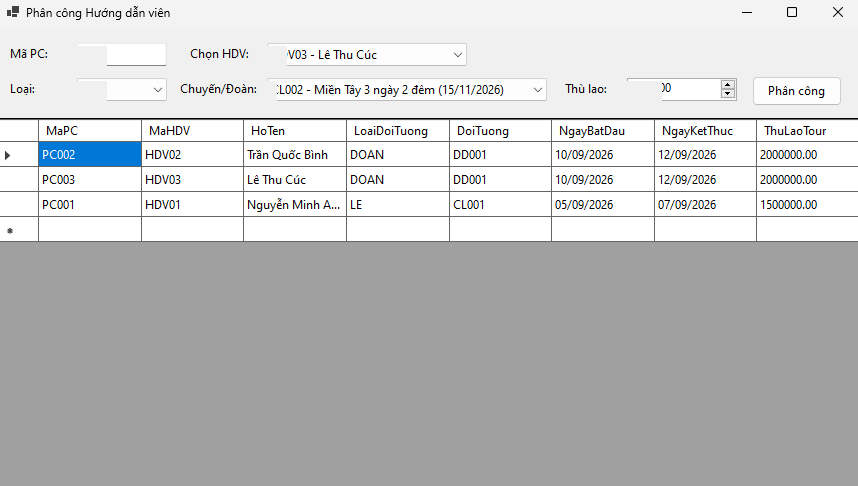 Phân công Hướng dẫn viên
Mã PC: Chọn HDV: V03 - Lê Thu Cúc
Loại: Chuyến/Đoàn: CL002 - Miền Tây 3 ngày 2 đêm (15/11/2026) Thù lao: 00 Phân công
MaPC MaHDV HoTen LoaiDoiTuong DoiTuong NgayBatDau NgayKetThuc ThuLaoTour
PC002 HDV02 Trần Quốc Bình DOAN DD001 10/09/2026 12/09/2026 2000000.00
PC003 HDV03 Lê Thu Cúc DOAN DD001 10/09/2026 12/09/2026 2000000.00
PC001 HDV01 Nguyễn Minh A... LE CL001 05/09/2026 07/09/2026 1500000.00